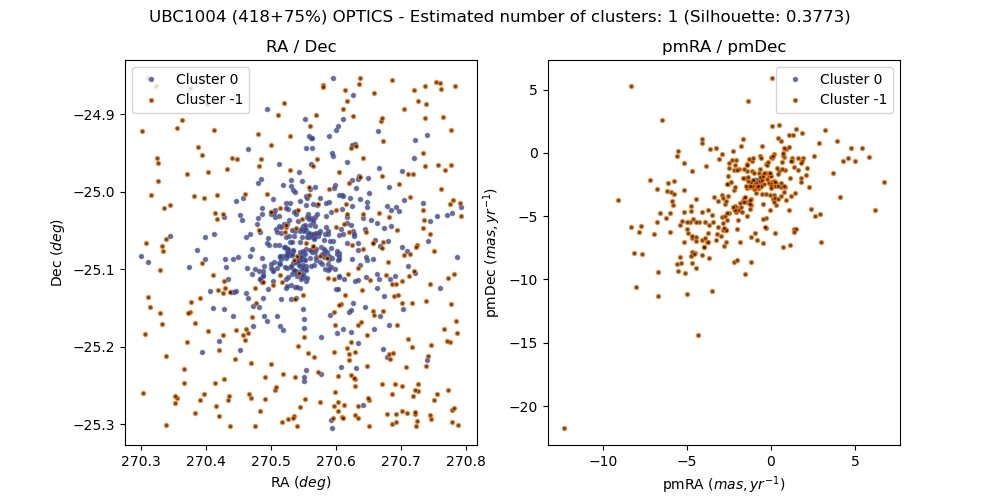 UBC1004 (418+75%) OPTICS - Estimated number of clusters: 1 (Silhouette: 0.3773)
RA / Dec
Cluster 0
Cluster -1
−24.9
−25.0
−25.1
−25.2
−25.3
Dec (deg)
270.3 270.4 270.5 270.6 270.7 270.8
RA (deg)
pmRA / pmDec
Cluster 0
Cluster -1
5
0
−5
−10
−15
−20
pmDec (mas, yr⁻¹)
−10 −5 0 5
pmRA (mas, yr⁻¹)